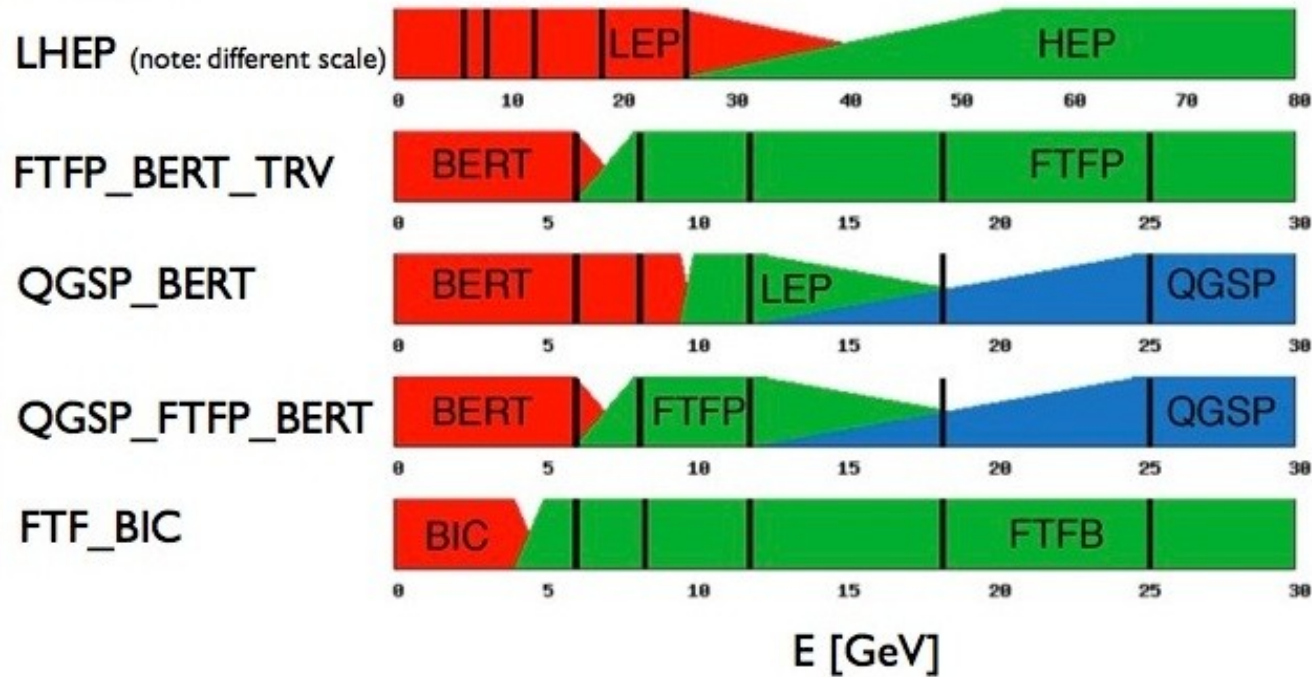 LHEP (note: different scale) LEP HEP
0 10 20 30 40 50 60 70 80
FTFP_BERT_TRV BERT FTFP
0 5 10 15 20 25 30
QGSP_BERT BERT LEP QGSP
0 5 10 15 20 25 30
QGSP_FTFP_BERT BERT FTFP QGSP
0 5 10 15 20 25 30
FTF_BIC BIC FTFB
0 5 10 15 20 25 30
E [GeV]